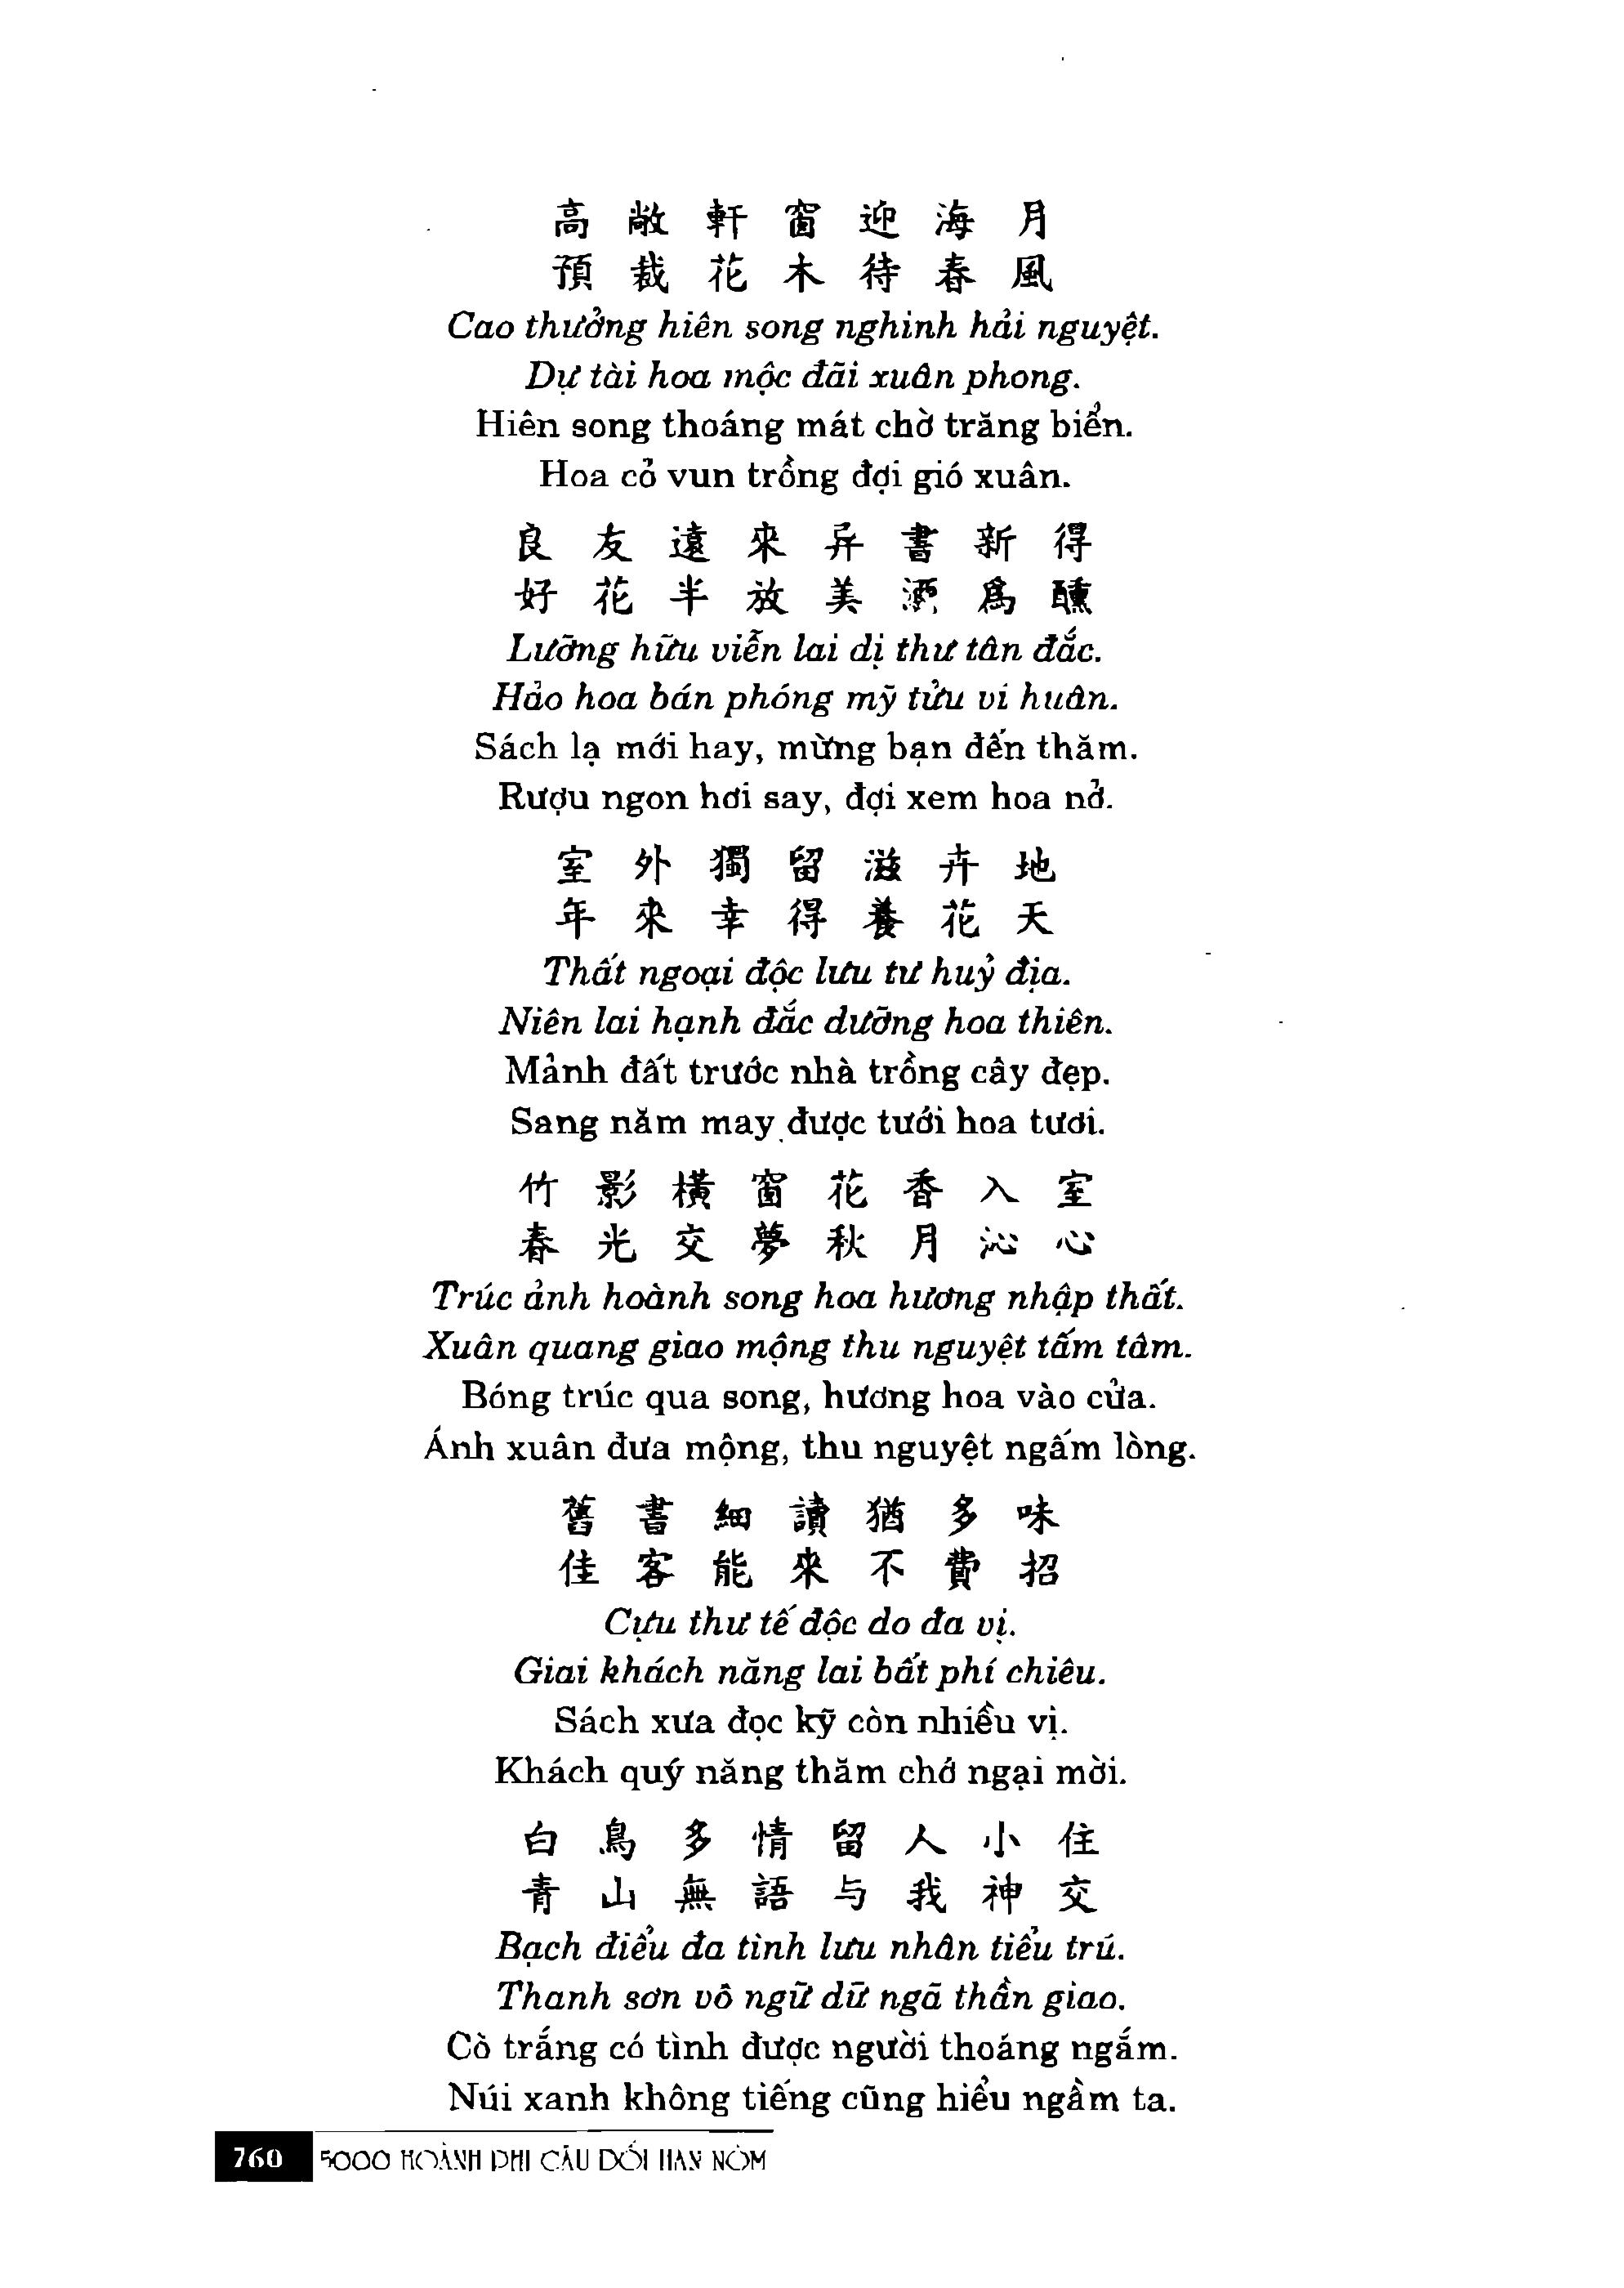 高敞軒窗迎海月
預裁花木待春風
Cao thưởng hiên song nghinh hải nguyệt.
Dự tài hoa mộc đãi xuân phong.
Hiên song thoáng mát chờ trăng biển.
Hoa cỏ vun trồng đợi gió xuân.
良友遠來异書新得
好花半放美酒爲醺
Lưỡng hữu viễn lai dị thư tân đắc.
Hảo hoa bán phóng mỹ tửu vi huân.
Sách lạ mới hay, mừng bạn đến thăm.
Rượu ngon hơi say, đợi xem hoa nở.
室外獨留滋卉地
年來幸得養花天
Thất ngoại độc lưu tư huỷ địa.
Niên lai hạnh đắc dưỡng hoa thiên.
Mảnh đất trước nhà trồng cây đẹp.
Sang năm may được tưới hoa tươi.
竹影橫窗花香入室
春光交夢秋月沁心
Trúc ảnh hoành song hoa hương nhập thất.
Xuân quang giao mộng thu nguyệt tấm tâm.
Bóng trúc qua song, hương hoa vào cửa.
Ánh xuân đưa mộng, thu nguyệt ngấm lòng.
舊書細讀猶多味
佳客能來不費招
Cựu thư tế độc do đa vị.
Giai khách năng lai bất phí chiêu.
Sách xưa đọc kỹ còn nhiều vị.
Khách quý năng thăm chớ ngại mời.
白鳥多情留人小住
青山無語与我神交
Bạch điểu đa tình lưu nhân tiểu trú.
Thanh sơn vô ngữ dữ ngã thần giao.
Cò trắng có tình được người thoáng ngắm.
Núi xanh không tiếng cũng hiểu ngầm ta.
760 5000 HOÀNH PHI CÂU ĐỐI HÁN NÔM